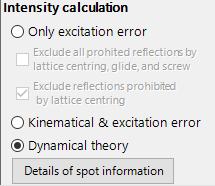 Intensity calculation
Only excitation error
Exclude all prohited reflections by
lattice centring, glide, and screw
Exclude reflections prohibited
by lattice centring
Kinematical & excitation error
Dynamical theory
Details of spot information